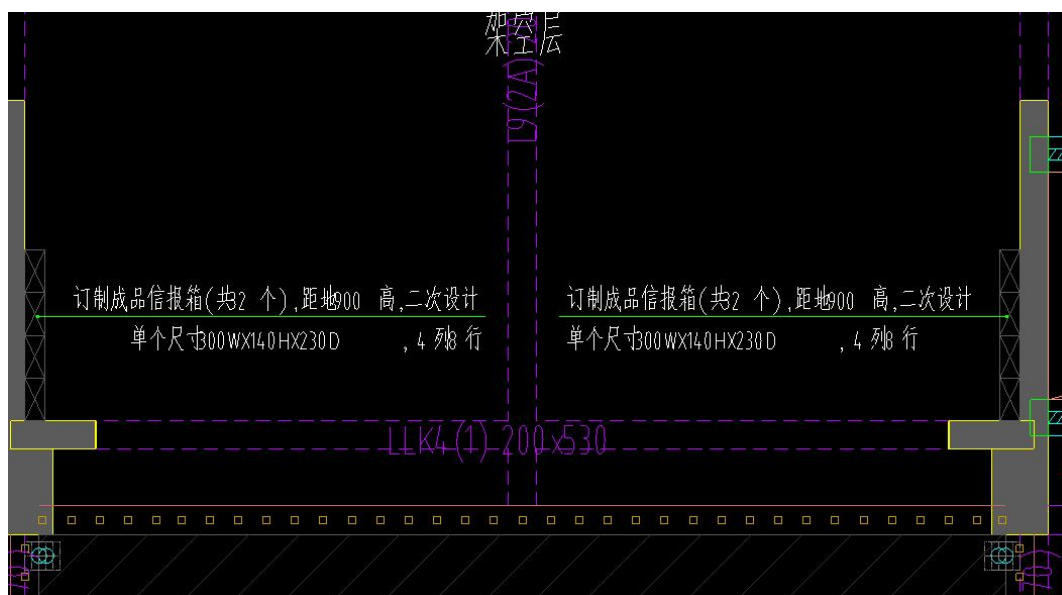 架空层
L9(2A)
订制成品信报箱(共32 个),距地900 高,二次设计
单个尺寸300WX140HX230D ,4 列8 行
订制成品信报箱(共32 个),距地900 高,二次设计
单个尺寸300WX140HX230D ,4 列8 行
LLK4(1) 200x530